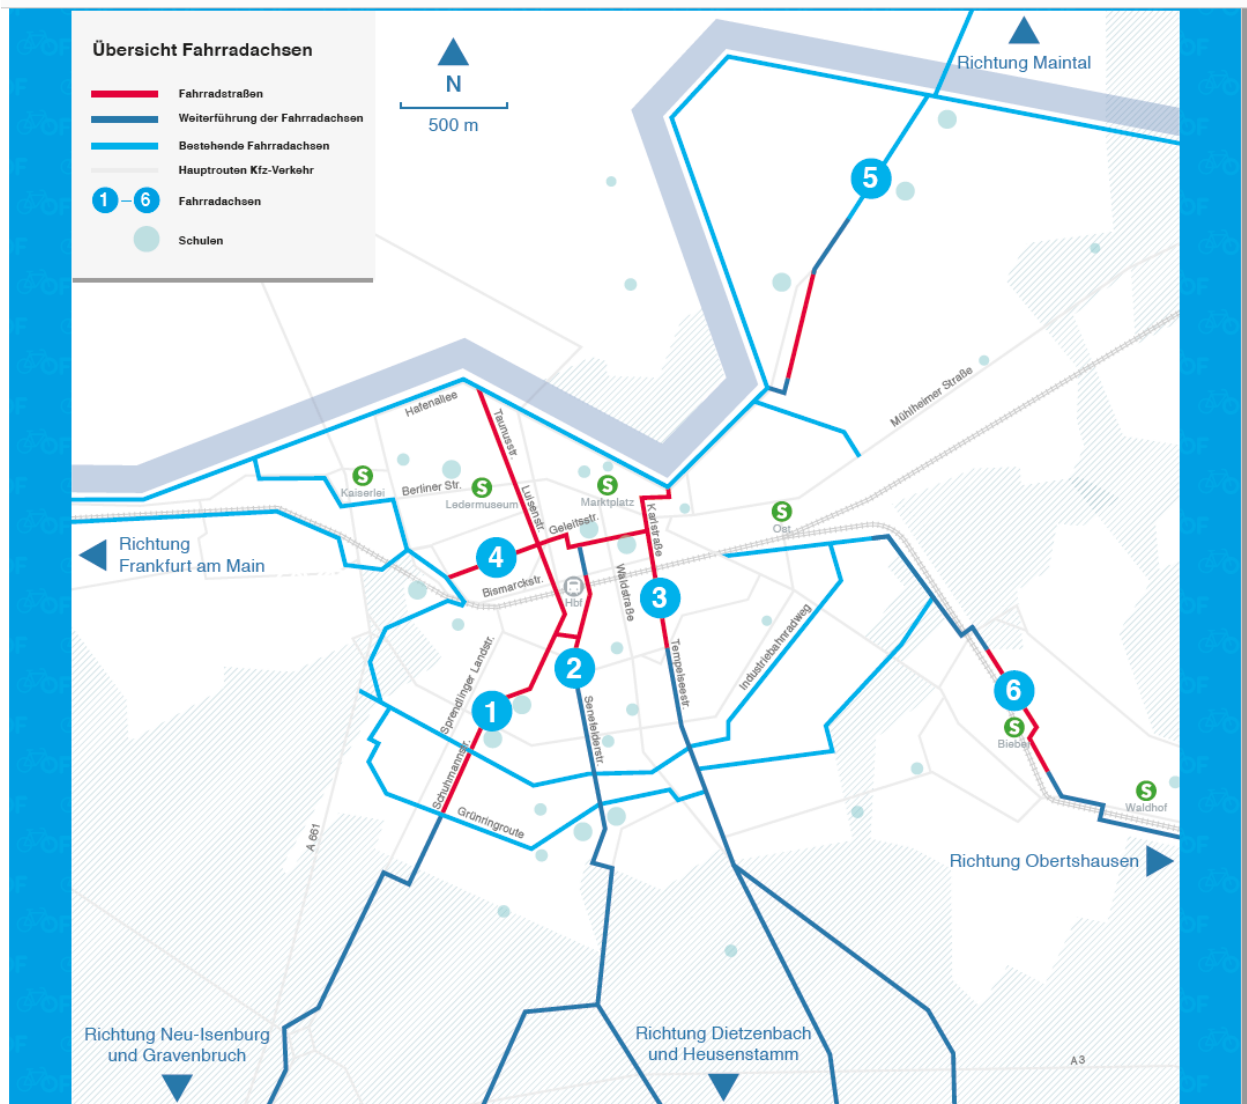 Übersicht Fahrradachsen
Fahrradstraßen
Weiterführung der Fahrradachsen
Bestehende Fahrradachsen
Hauptrouten Kfz-Verkehr
1 – 6 Fahrradachsen
Schulen
N
500 m
Richtung Maintal
5
Mühlheimer Straße
Hafenallee
Taunusstr.
S
Kaiserlei
Berliner Str.
S
Ledermuseum
S
Marktplatz
Luisenstr.
Geleitsstr.
Karlstraße
S
Ost
Richtung
Frankfurt am Main
4
Bismarckstr.
Hbf
Waldstraße
3
Industriebahnradweg
Sprendlinger Landstr.
2
Tempelseestr.
1
Senefelderstr.
6
S
Bieber
Schuhmannstr.
Grünringroute
S
Waldhof
A 661
Richtung Obertshausen
Richtung Neu-Isenburg
und Gravenbruch
Richtung Dietzenbach
und Heusenstamm
A3